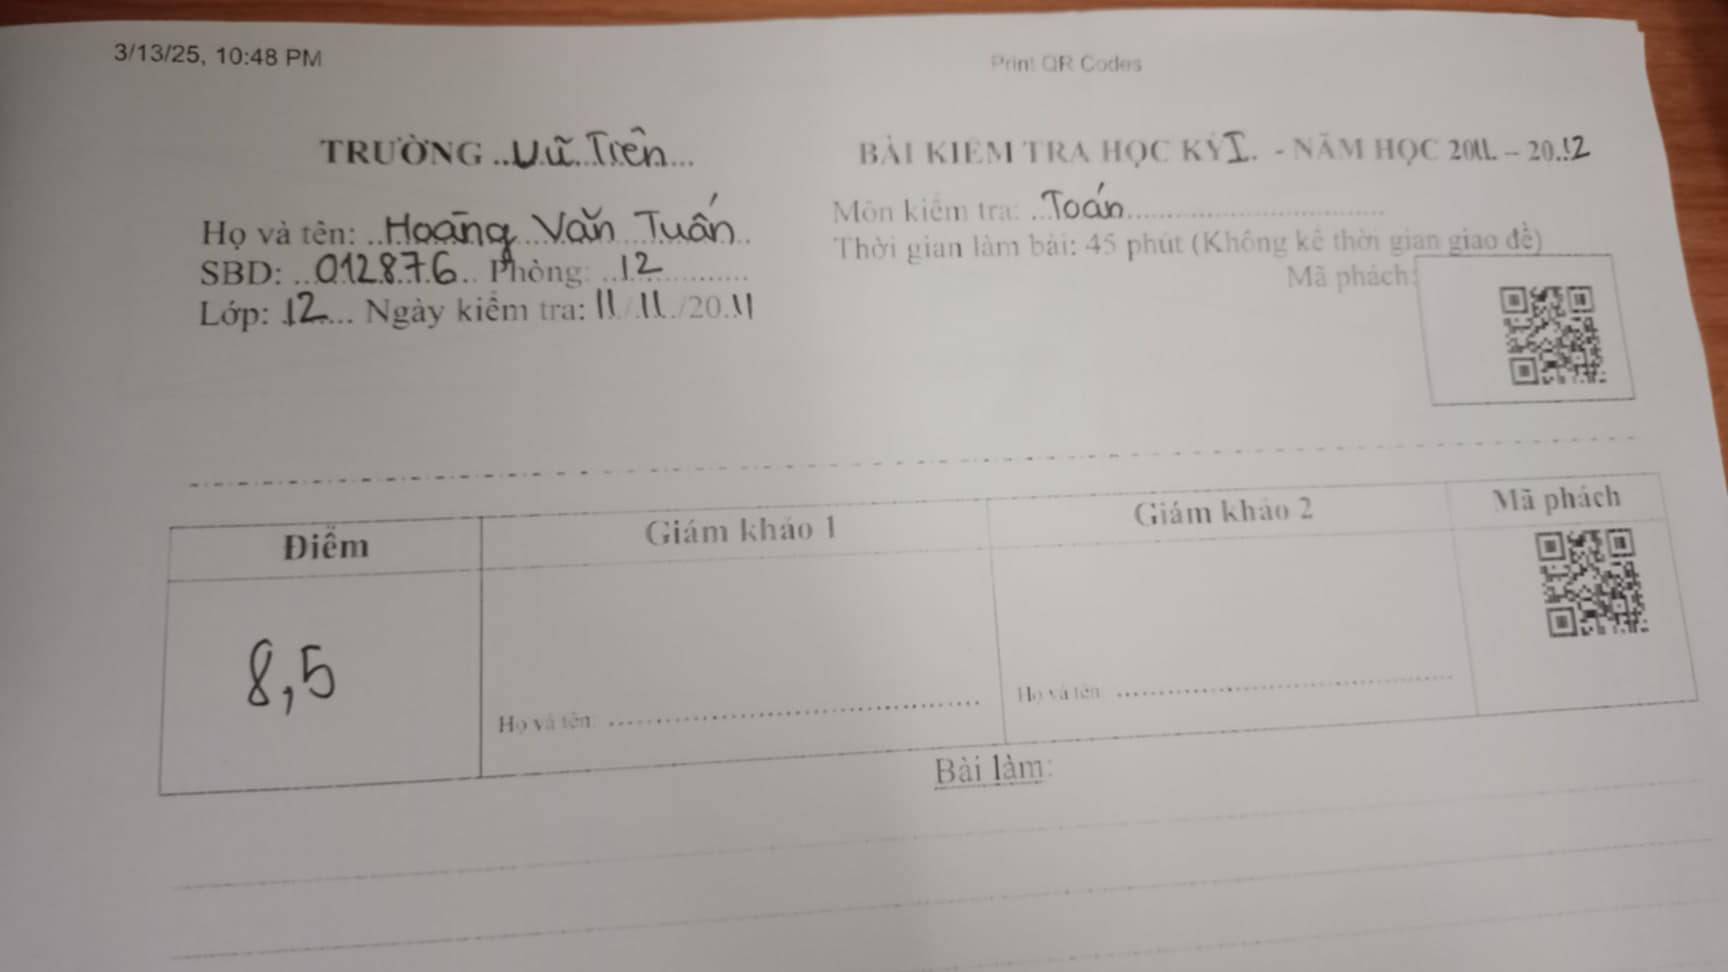 3/13/25, 10:48 PM
Print QR Codes
TRƯỜNG ..Vũ Tiên...
BÀI KIỂM TRA HỌC KỲ I. - NĂM HỌC 2011. – 20.12
Họ và tên: ..Hoàng Văn Tuấn..
Môn kiểm tra: ...Toán..............................
SBD: ...012876.. Phòng: ...12............
Thời gian làm bài: 45 phút (Không kể thời gian giao đề)
Lớp: .12.... Ngày kiểm tra: 11./.11./20.11
Mã phách:
Điểm
Giám khảo 1
Giám khảo 2
Mã phách
8,5
Họ và tên: ........................................
Họ và tên: ........................................
Bài làm: